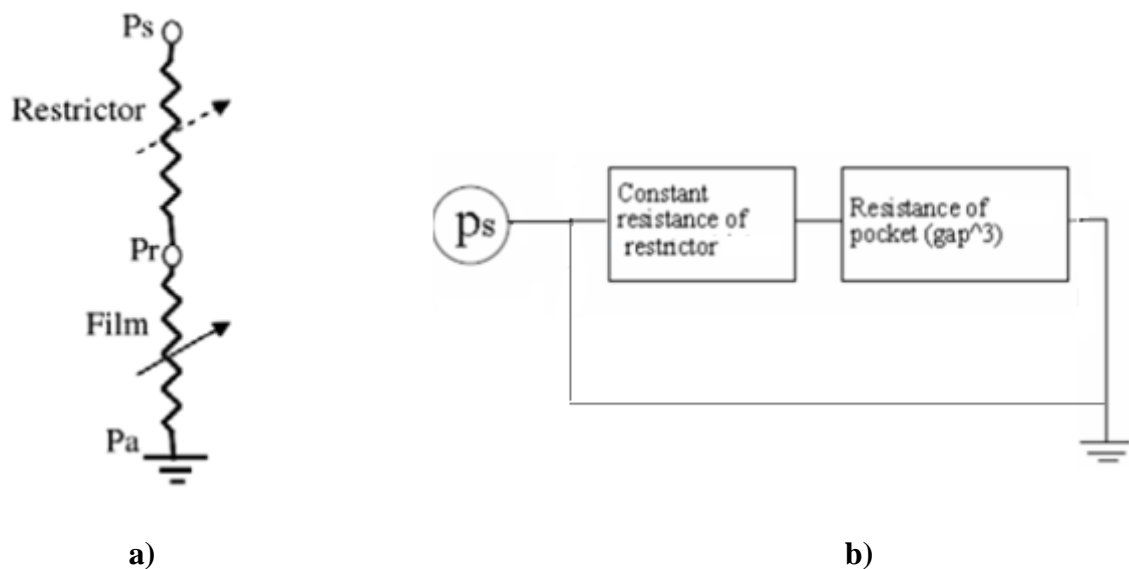 Ps
Restrictor
Pr
Film
Pa
ps
Constant
resistance of
restrictor
Resistance of
pocket (gap^3)
a)
b)